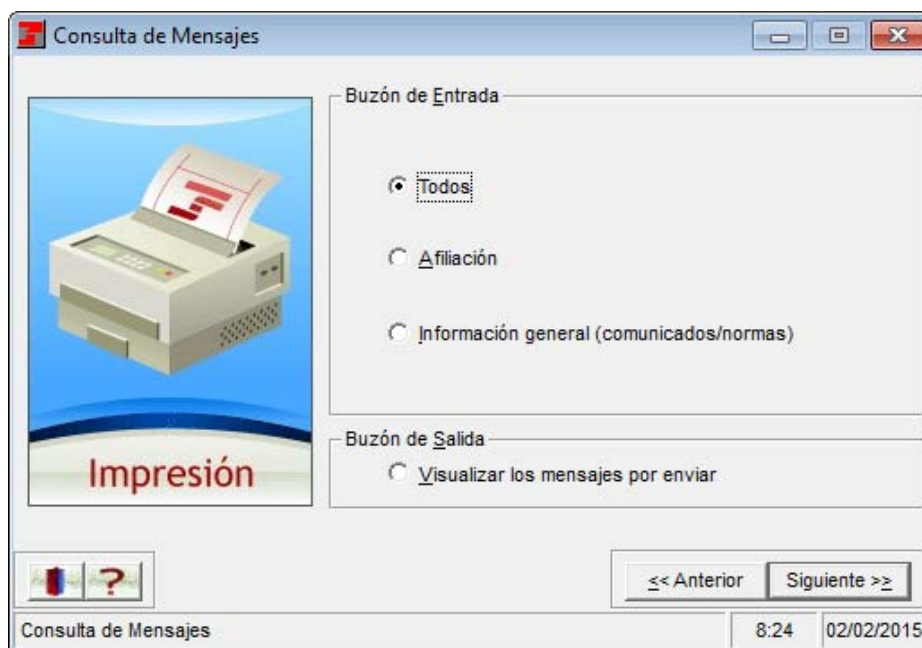 Consulta de Mensajes
Buzón de Entrada
Todos
Afiliación
Información general (comunicados/normas)
Buzón de Salida
Visualizar los mensajes por enviar
Impresión
?
<< Anterior
Siguiente >>
Consulta de Mensajes
8:24
02/02/2015